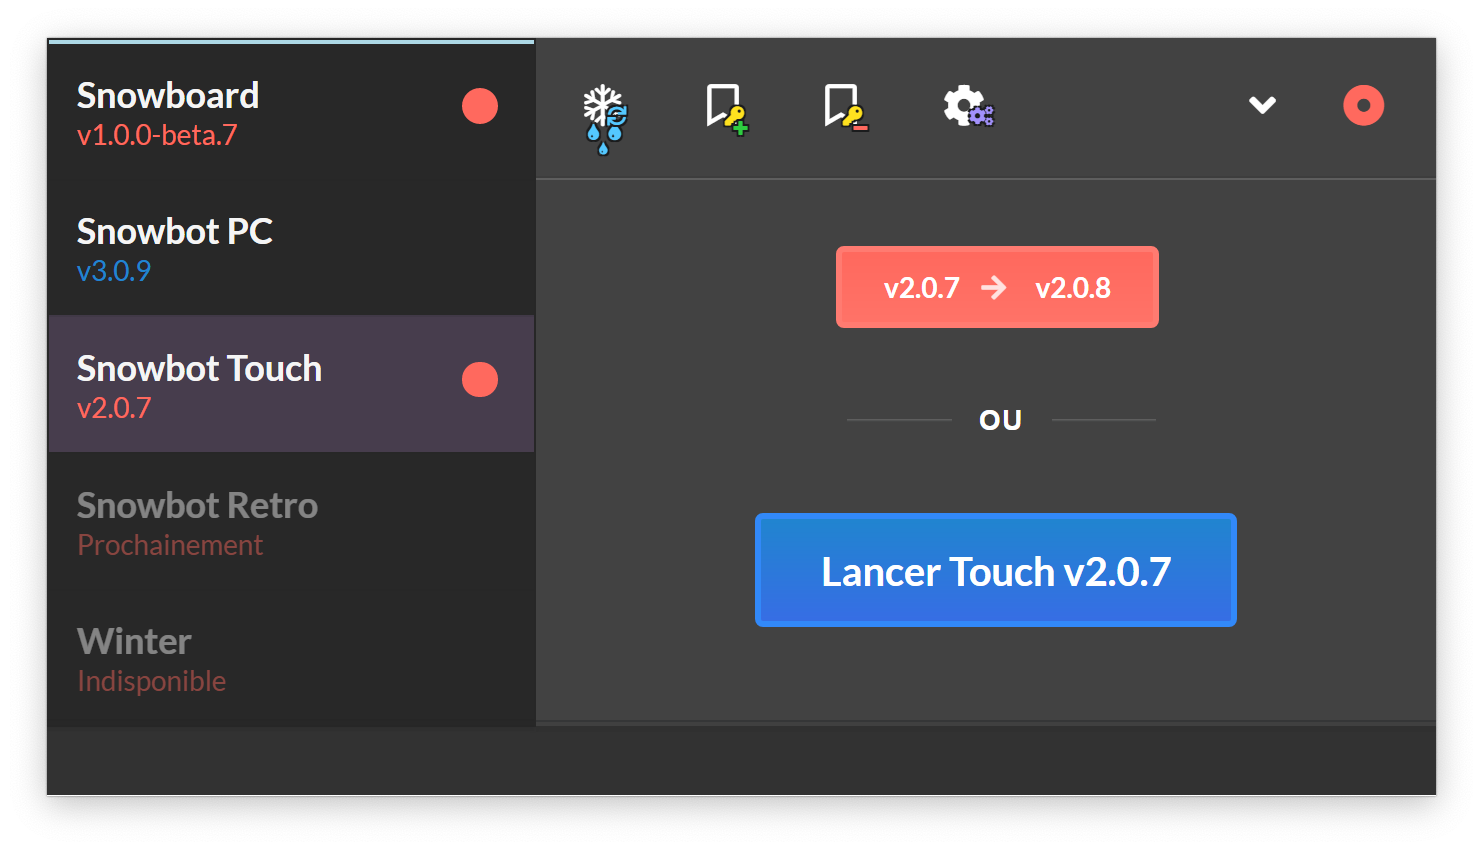 Snowboard
v1.0.0-beta.7
Snowbot PC
v3.0.9
Snowbot Touch
v2.0.7
Snowbot Retro
Prochainement
Winter
Indisponible
v2.0.7 → v2.0.8
OU
Lancer Touch v2.0.7